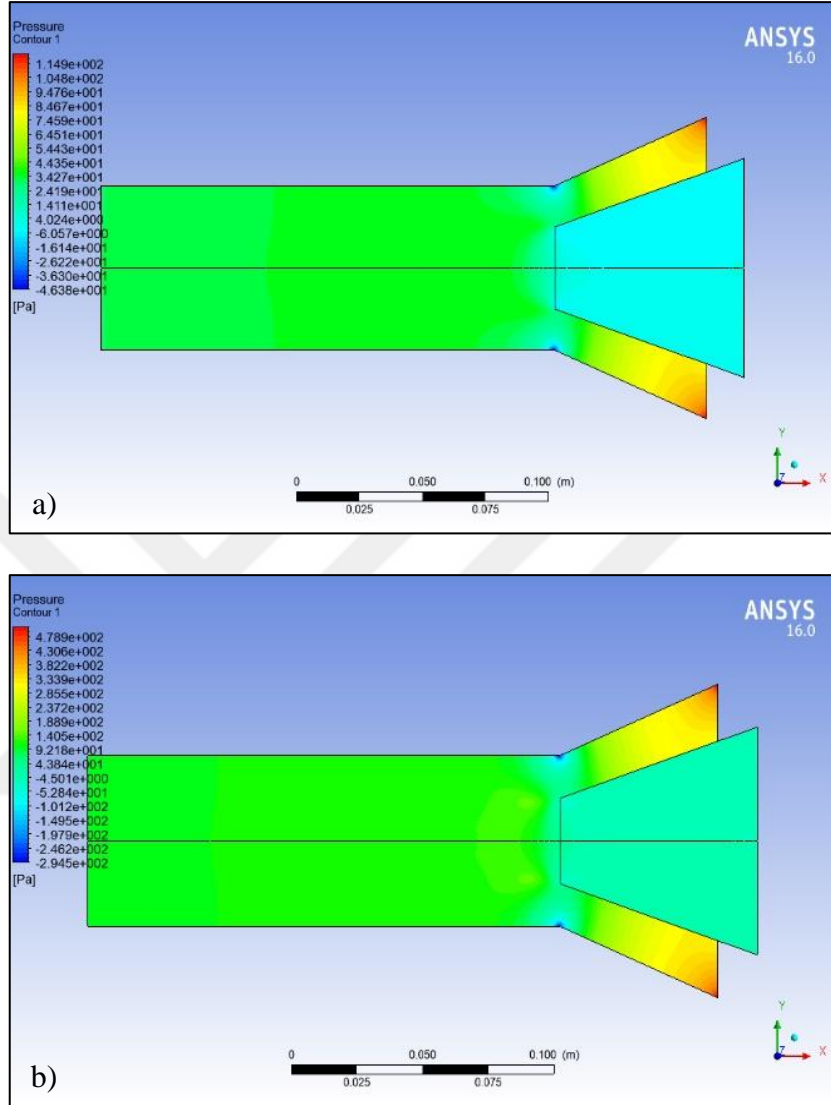 Pressure
Contour 1
ANSYS
16.0
1.149e+002
1.048e+002
9.476e+001
8.467e+001
7.459e+001
6.451e+001
5.443e+001
4.435e+001
3.427e+001
2.419e+001
1.411e+001
4.024e+000
-6.057e+000
-1.614e+001
-2.622e+001
-3.630e+001
-4.638e+001
[Pa]
Y
Z X
0 0.050 0.100 (m)
0.025 0.075
a)
Pressure
Contour 1
ANSYS
16.0
4.789e+002
4.306e+002
3.822e+002
3.339e+002
2.855e+002
2.372e+002
1.889e+002
1.405e+002
9.218e+001
4.384e+001
-4.501e+000
-5.284e+001
-1.012e+002
-1.495e+002
-1.979e+002
-2.462e+002
-2.945e+002
[Pa]
Y
Z X
0 0.050 0.100 (m)
0.025 0.075
b)